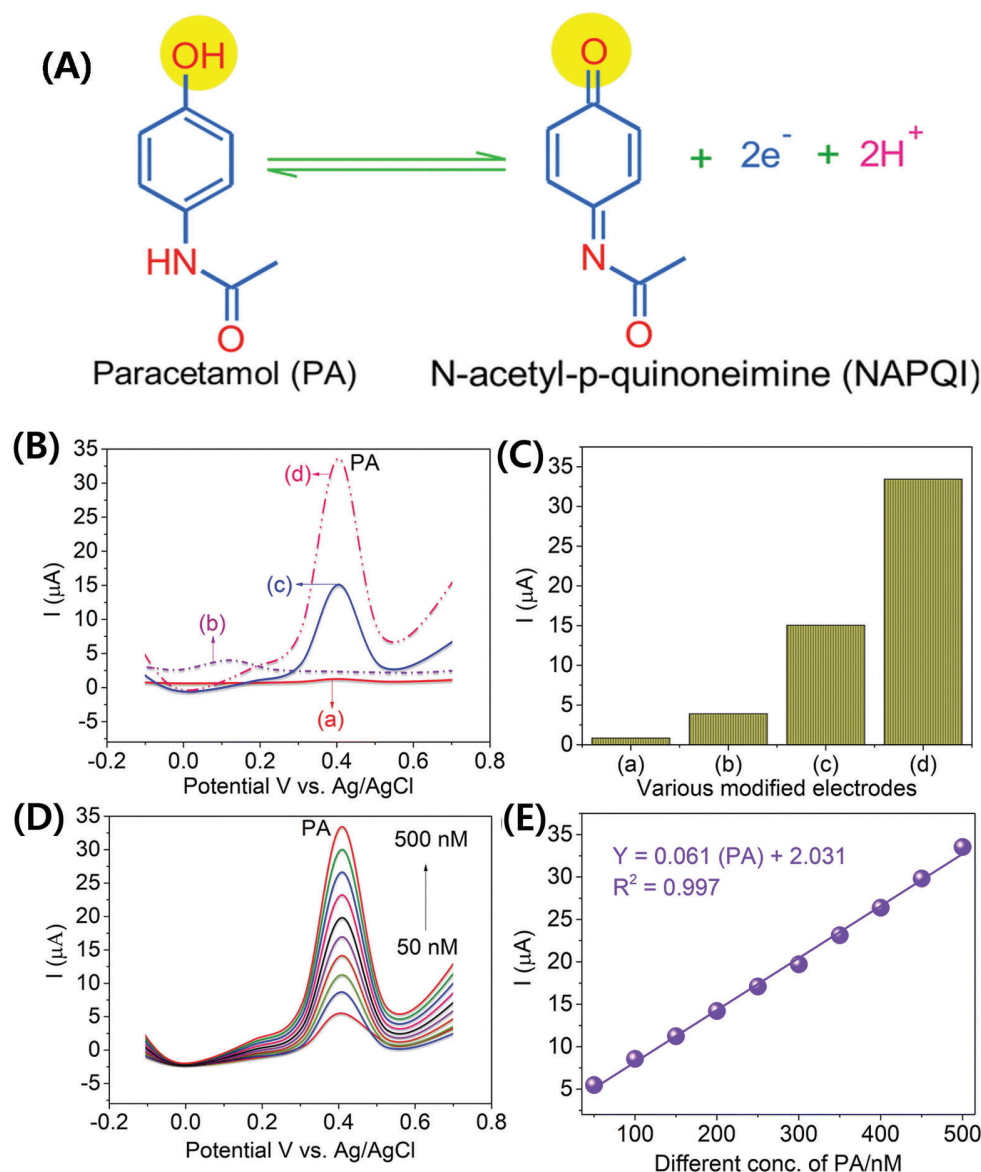 (A)
OH
HN
O
Paracetamol (PA)
O
N
O
+ 2e⁻ + 2H⁺
N-acetyl-p-quinoneimine (NAPQI)
(B)
35
30
25
20
15
10
5
0
-5
I (µA)
PA
(d)
(c)
(b)
(a)
-0.2 0.0 0.2 0.4 0.6 0.8
Potential V vs. Ag/AgCl
(C)
35
30
25
20
15
10
5
0
I (µA)
(a) (b) (c) (d)
Various modified electrodes
(D)
35
30
25
20
15
10
5
0
-5
I (µA)
PA
500 nM
50 nM
-0.2 0.0 0.2 0.4 0.6 0.8
Potential V vs. Ag/AgCl
(E)
35
30
25
20
15
10
5
I (µA)
Y = 0.061 (PA) + 2.031
R² = 0.997
100 200 300 400 500
Different conc. of PA/nM